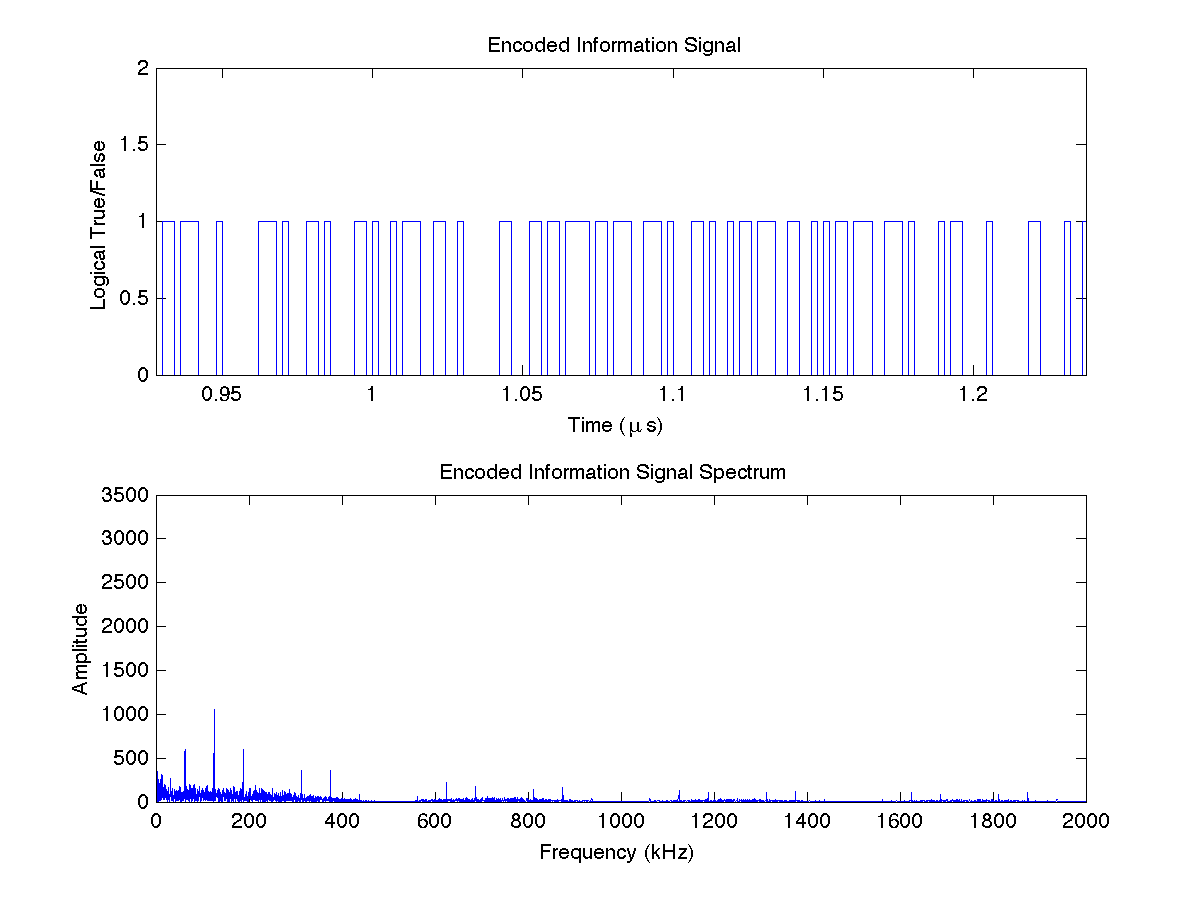 Encoded Information Signal
2
1.5
1
0.5
0
Logical True/False
0.95 1 1.05 1.1 1.15 1.2
Time (μ s)
Encoded Information Signal Spectrum
3500
3000
2500
2000
1500
1000
500
0
Amplitude
0 200 400 600 800 1000 1200 1400 1600 1800 2000
Frequency (kHz)